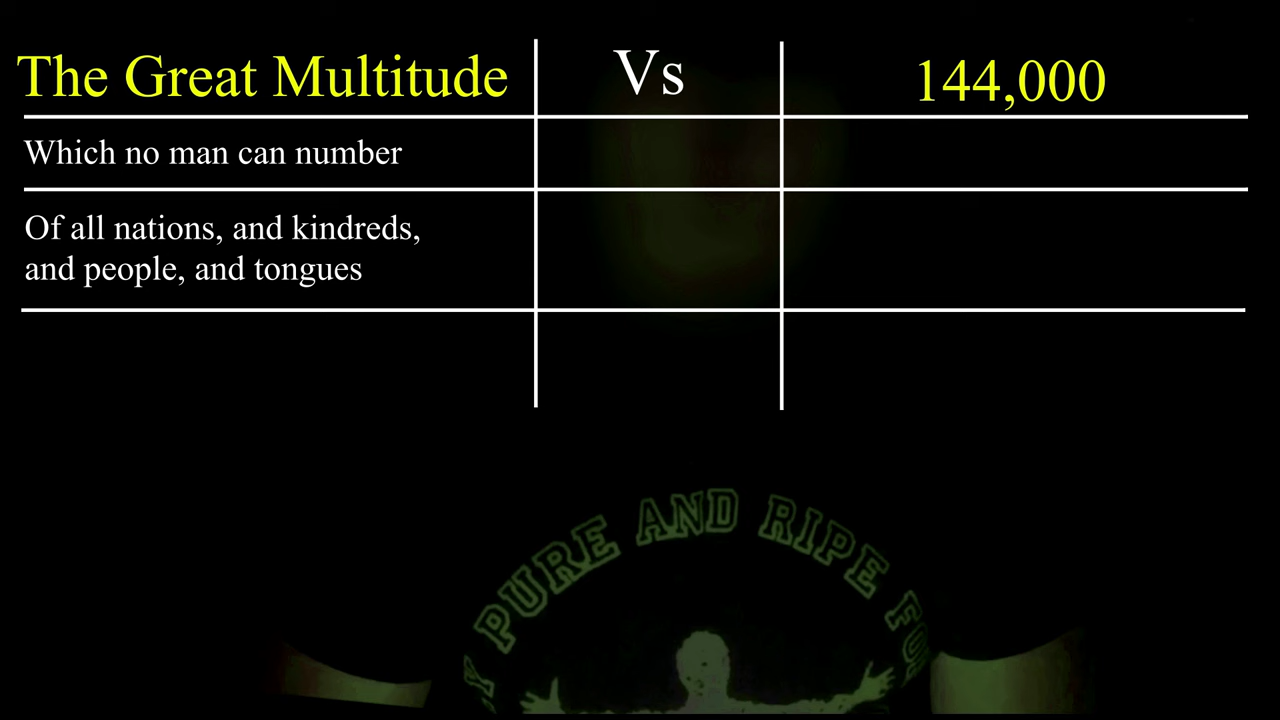 The Great Multitude Vs 144,000
Which no man can number
Of all nations, and kindreds,
and people, and tongues
PURE AND RIPE